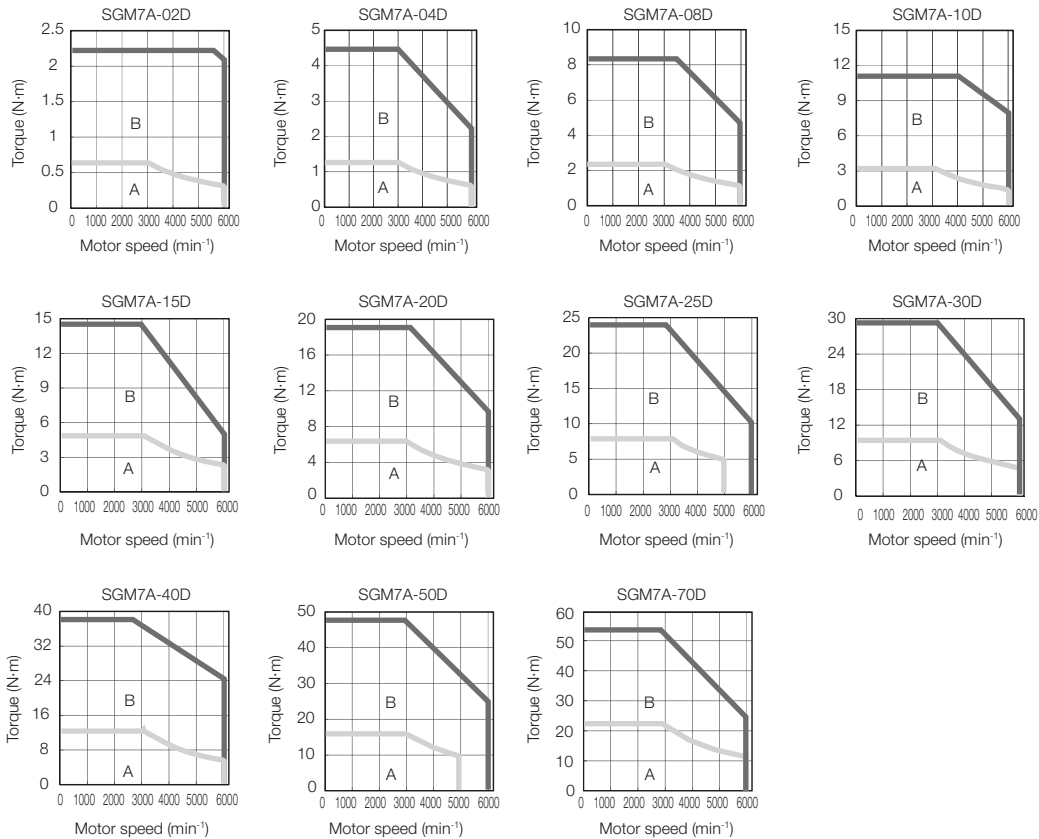 SGM7A-02D
Torque (N·m)
2.5
2
1.5
1
0.5
0
B
A
0 1000 2000 3000 4000 5000 6000
Motor speed (min-1)
SGM7A-04D
Torque (N·m)
5
4
3
2
1
0
B
A
0 1000 2000 3000 4000 5000 6000
Motor speed (min-1)
SGM7A-08D
Torque (N·m)
10
8
6
4
2
0
B
A
0 1000 2000 3000 4000 5000 6000
Motor speed (min-1)
SGM7A-10D
Torque (N·m)
15
12
9
6
3
0
B
A
0 1000 2000 3000 4000 5000 6000
Motor speed (min-1)
SGM7A-15D
Torque (N·m)
15
12
9
6
3
0
B
A
0 1000 2000 3000 4000 5000 6000
Motor speed (min-1)
SGM7A-20D
Torque (N·m)
20
16
12
8
4
0
B
A
0 1000 2000 3000 4000 5000 6000
Motor speed (min-1)
SGM7A-25D
Torque (N·m)
25
20
15
10
5
0
B
A
0 1000 2000 3000 4000 5000 6000
Motor speed (min-1)
SGM7A-30D
Torque (N·m)
30
24
18
12
6
0
B
A
0 1000 2000 3000 4000 5000 6000
Motor speed (min-1)
SGM7A-40D
Torque (N·m)
40
32
24
16
8
0
B
A
0 1000 2000 3000 4000 5000 6000
Motor speed (min-1)
SGM7A-50D
Torque (N·m)
50
40
30
20
10
0
B
A
0 1000 2000 3000 4000 5000 6000
Motor speed (min-1)
SGM7A-70D
Torque (N·m)
60
50
40
30
20
10
0
B
A
0 1000 2000 3000 4000 5000 6000
Motor speed (min-1)